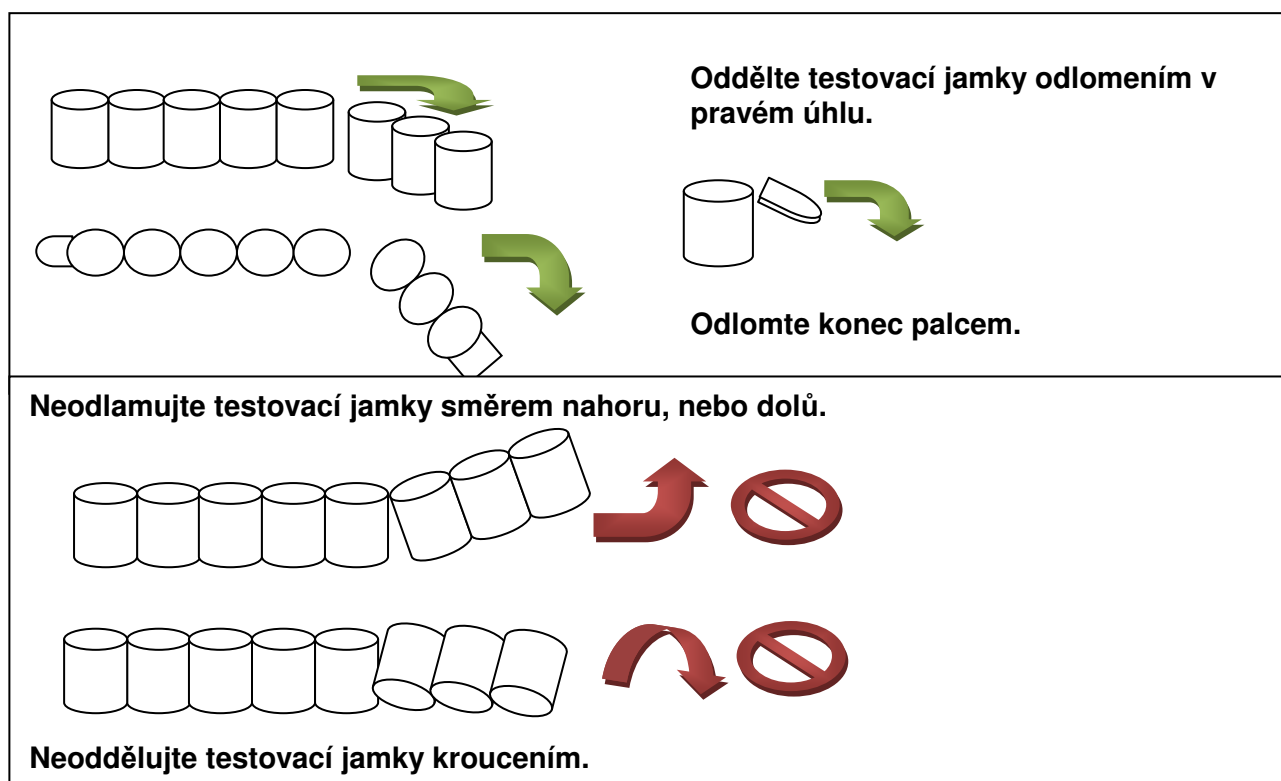 Oddělte testovací jamky odlomením v
pravém úhlu.
Odlomte konec palcem.
Neodlamujte testovací jamky směrem nahoru, nebo dolů.
Neoddělujte testovací jamky kroucením.